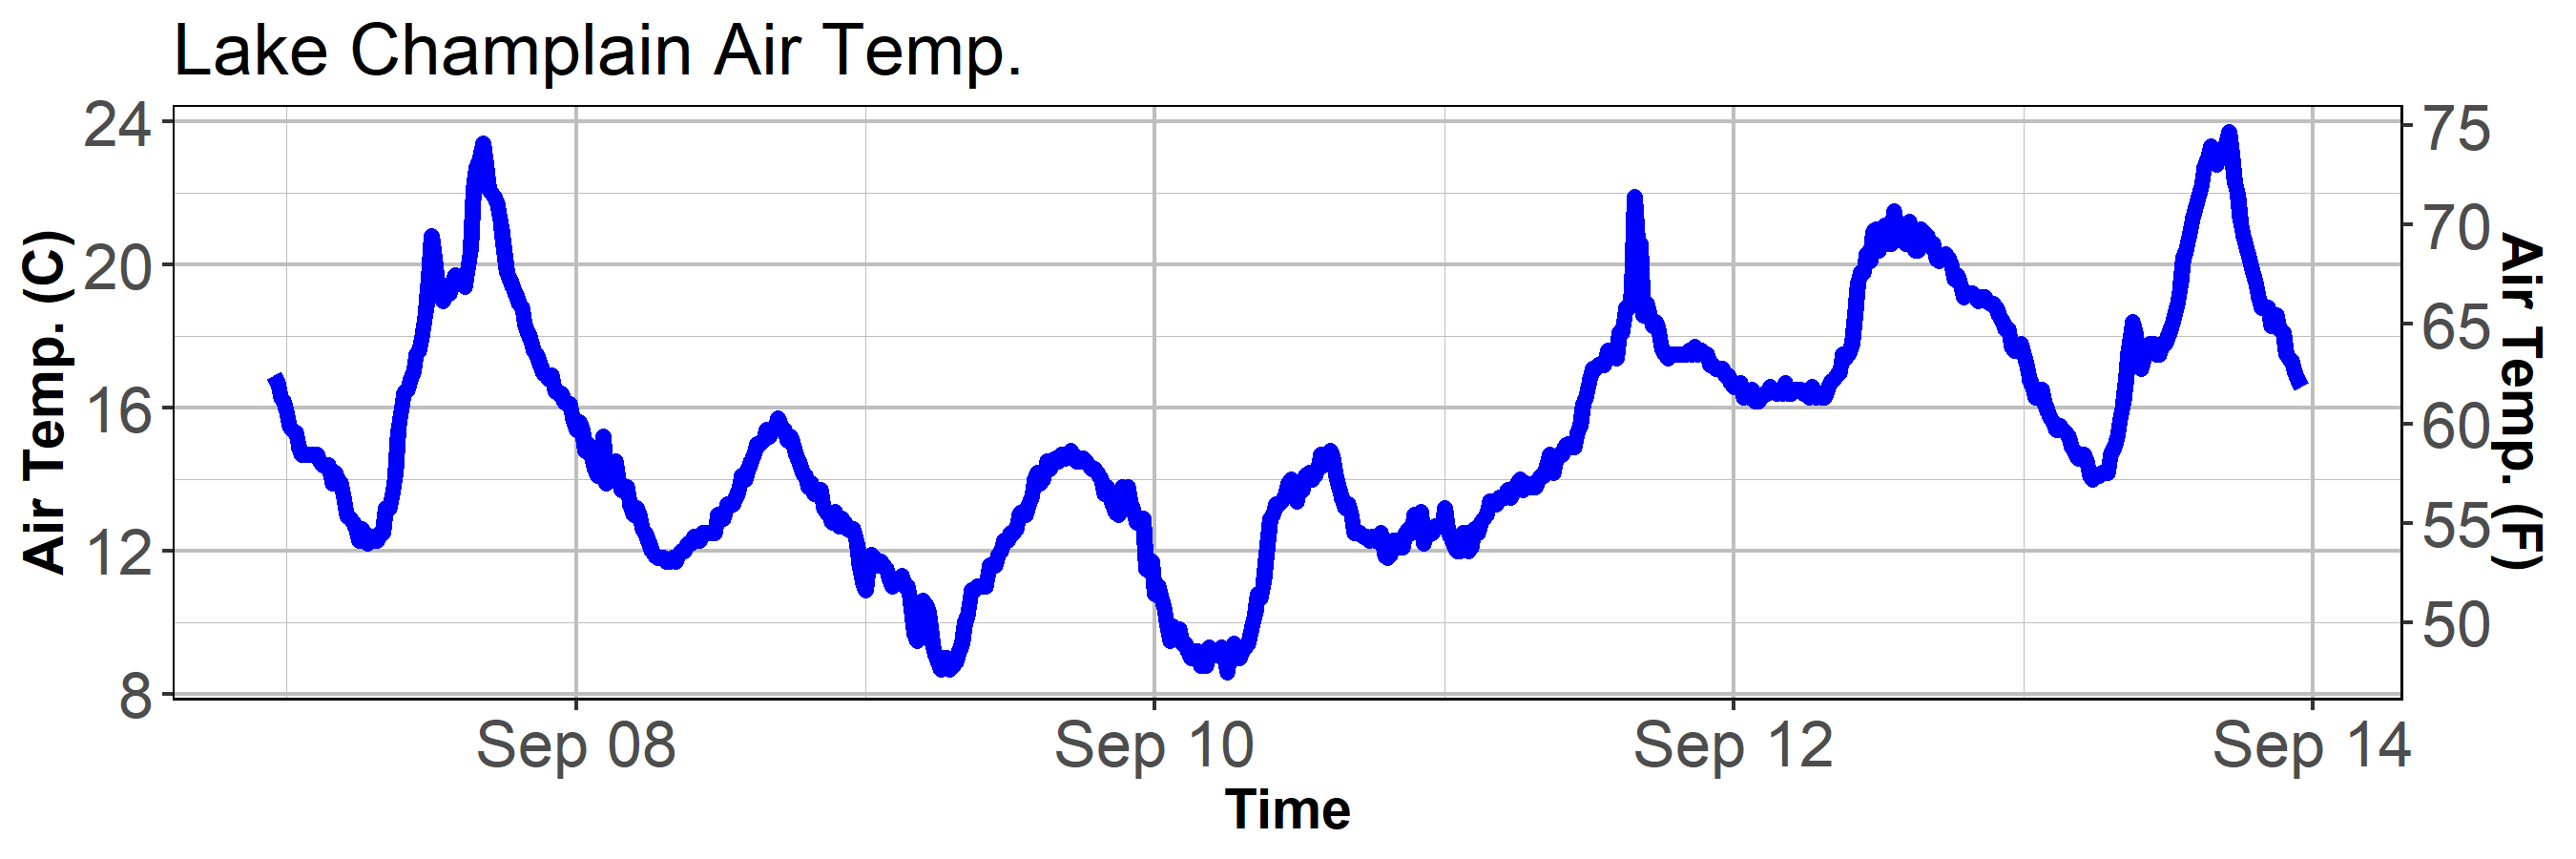 Lake Champlain Air Temp.
24
20
16
12
8
Air Temp. (C)
75
70
65
60
55
50
Air Temp. (F)
Sep 08 Sep 10 Sep 12 Sep 14
Time